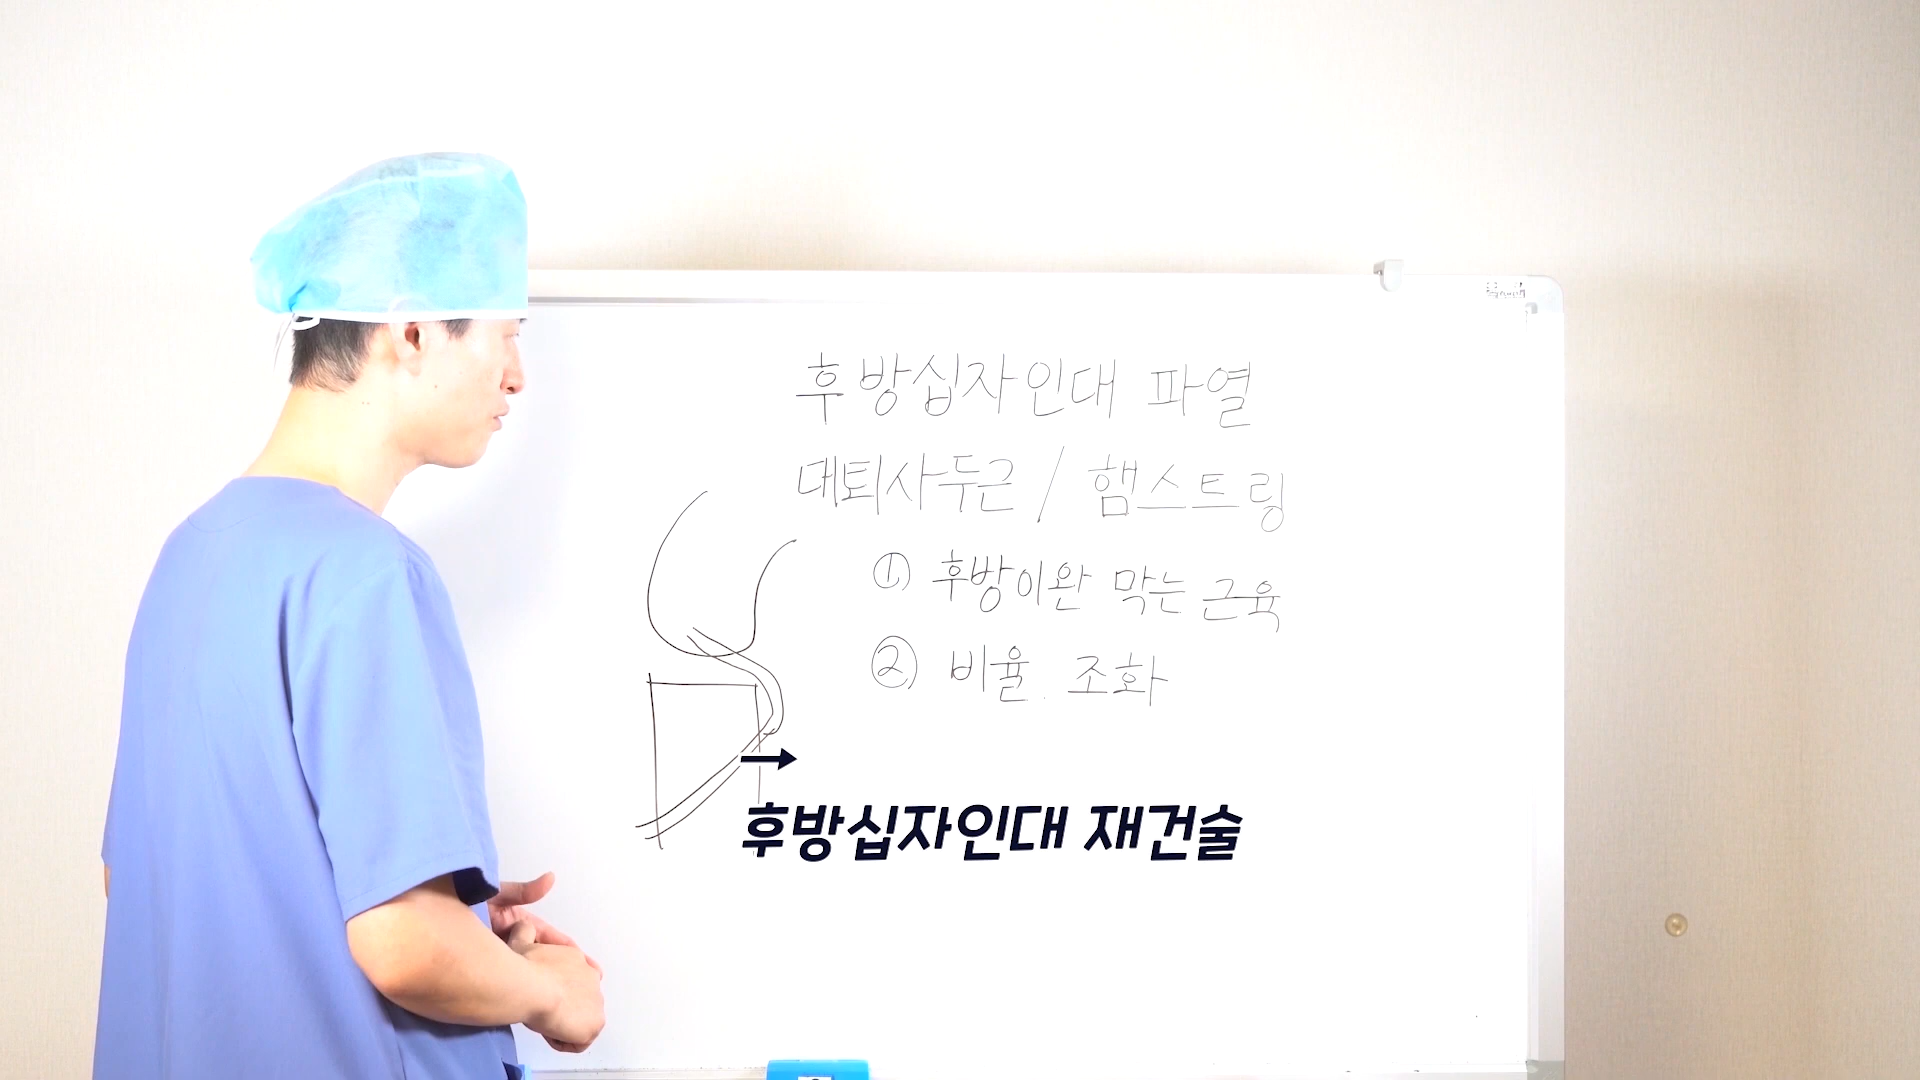 후방십자인대 파열
대퇴사두근 / 햄스트링
① 후방이완 막는 근육
② 비율. 조화
→
후방십자인대 재건술